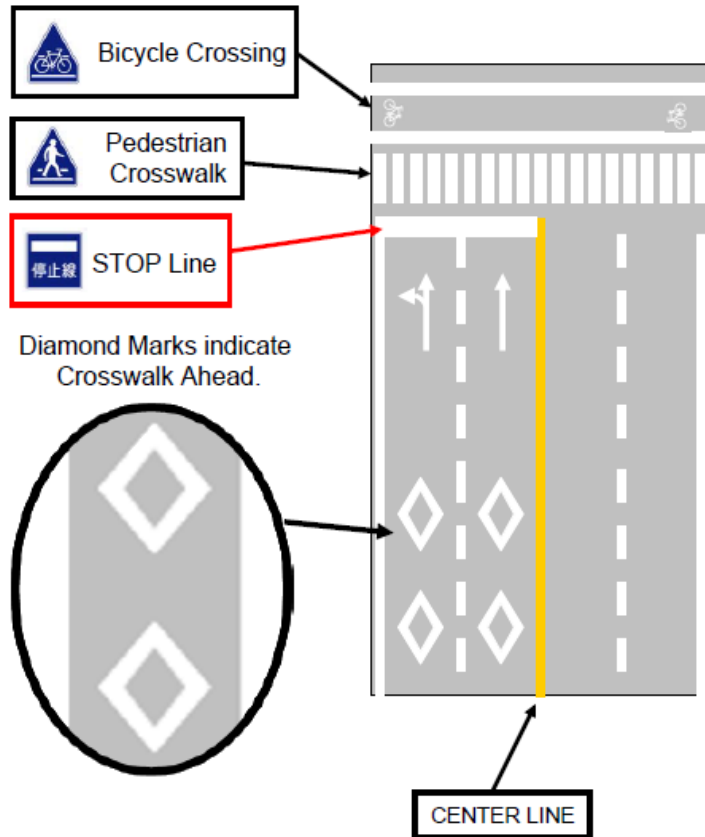 Bicycle Crossing
Pedestrian
Crosswalk
停止線
STOP Line
Diamond Marks indicate
Crosswalk Ahead.
CENTER LINE